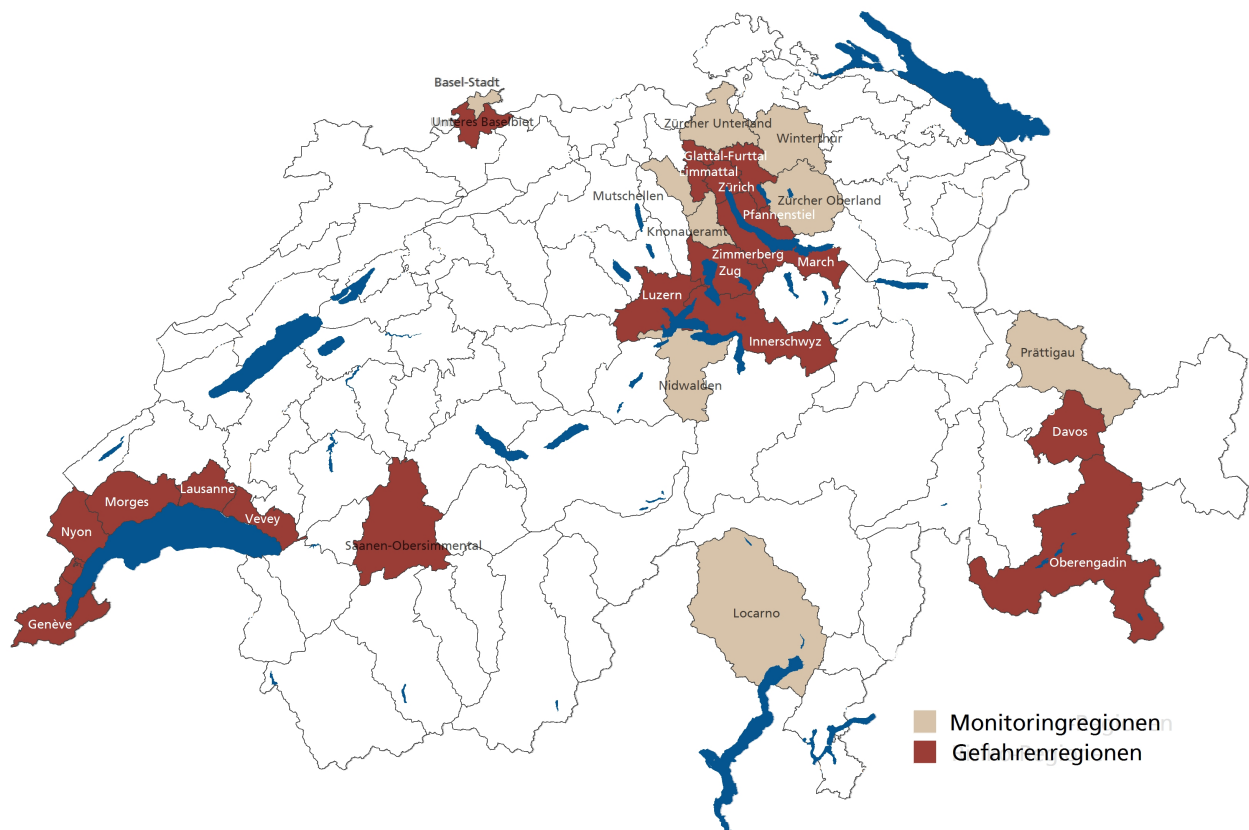 Basel-Stadt
Unteres Baselbiet
Zürcher Unterland
Winterthur
Glattal-Furttal
Limmattal
Zürich
Mutschellen
Zürcher Oberland
Pfannenstiel
Knonaueramt
Zimmerberg
March
Zug
Luzern
Innerschwyz
Prättigau
Nidwalden
Davos
Lausanne
Morges
Vevey
Nyon
Saanen-Obersimmental
Oberengadin
Locarno
Genève
Monitoringregionen
Gefahrenregionen